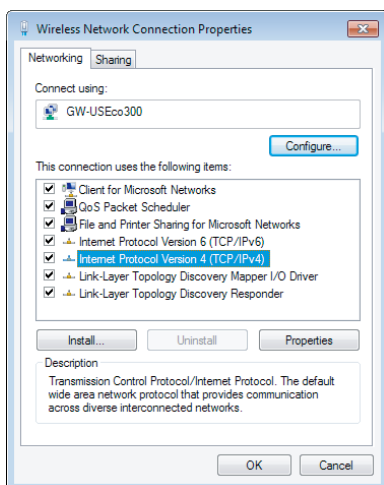 Wireless Network Connection Properties
Networking
Sharing
Connect using:
GW-USEco300
Configure...
This connection uses the following items:
Client for Microsoft Networks
QoS Packet Scheduler
File and Printer Sharing for Microsoft Networks
Internet Protocol Version 6 (TCP/IPv6)
Internet Protocol Version 4 (TCP/IPv4)
Link-Layer Topology Discovery Mapper I/O Driver
Link-Layer Topology Discovery Responder
Install...
Uninstall
Properties
Description
Transmission Control Protocol/Internet Protocol. The default
wide area network protocol that provides communication
across diverse interconnected networks.
OK
Cancel